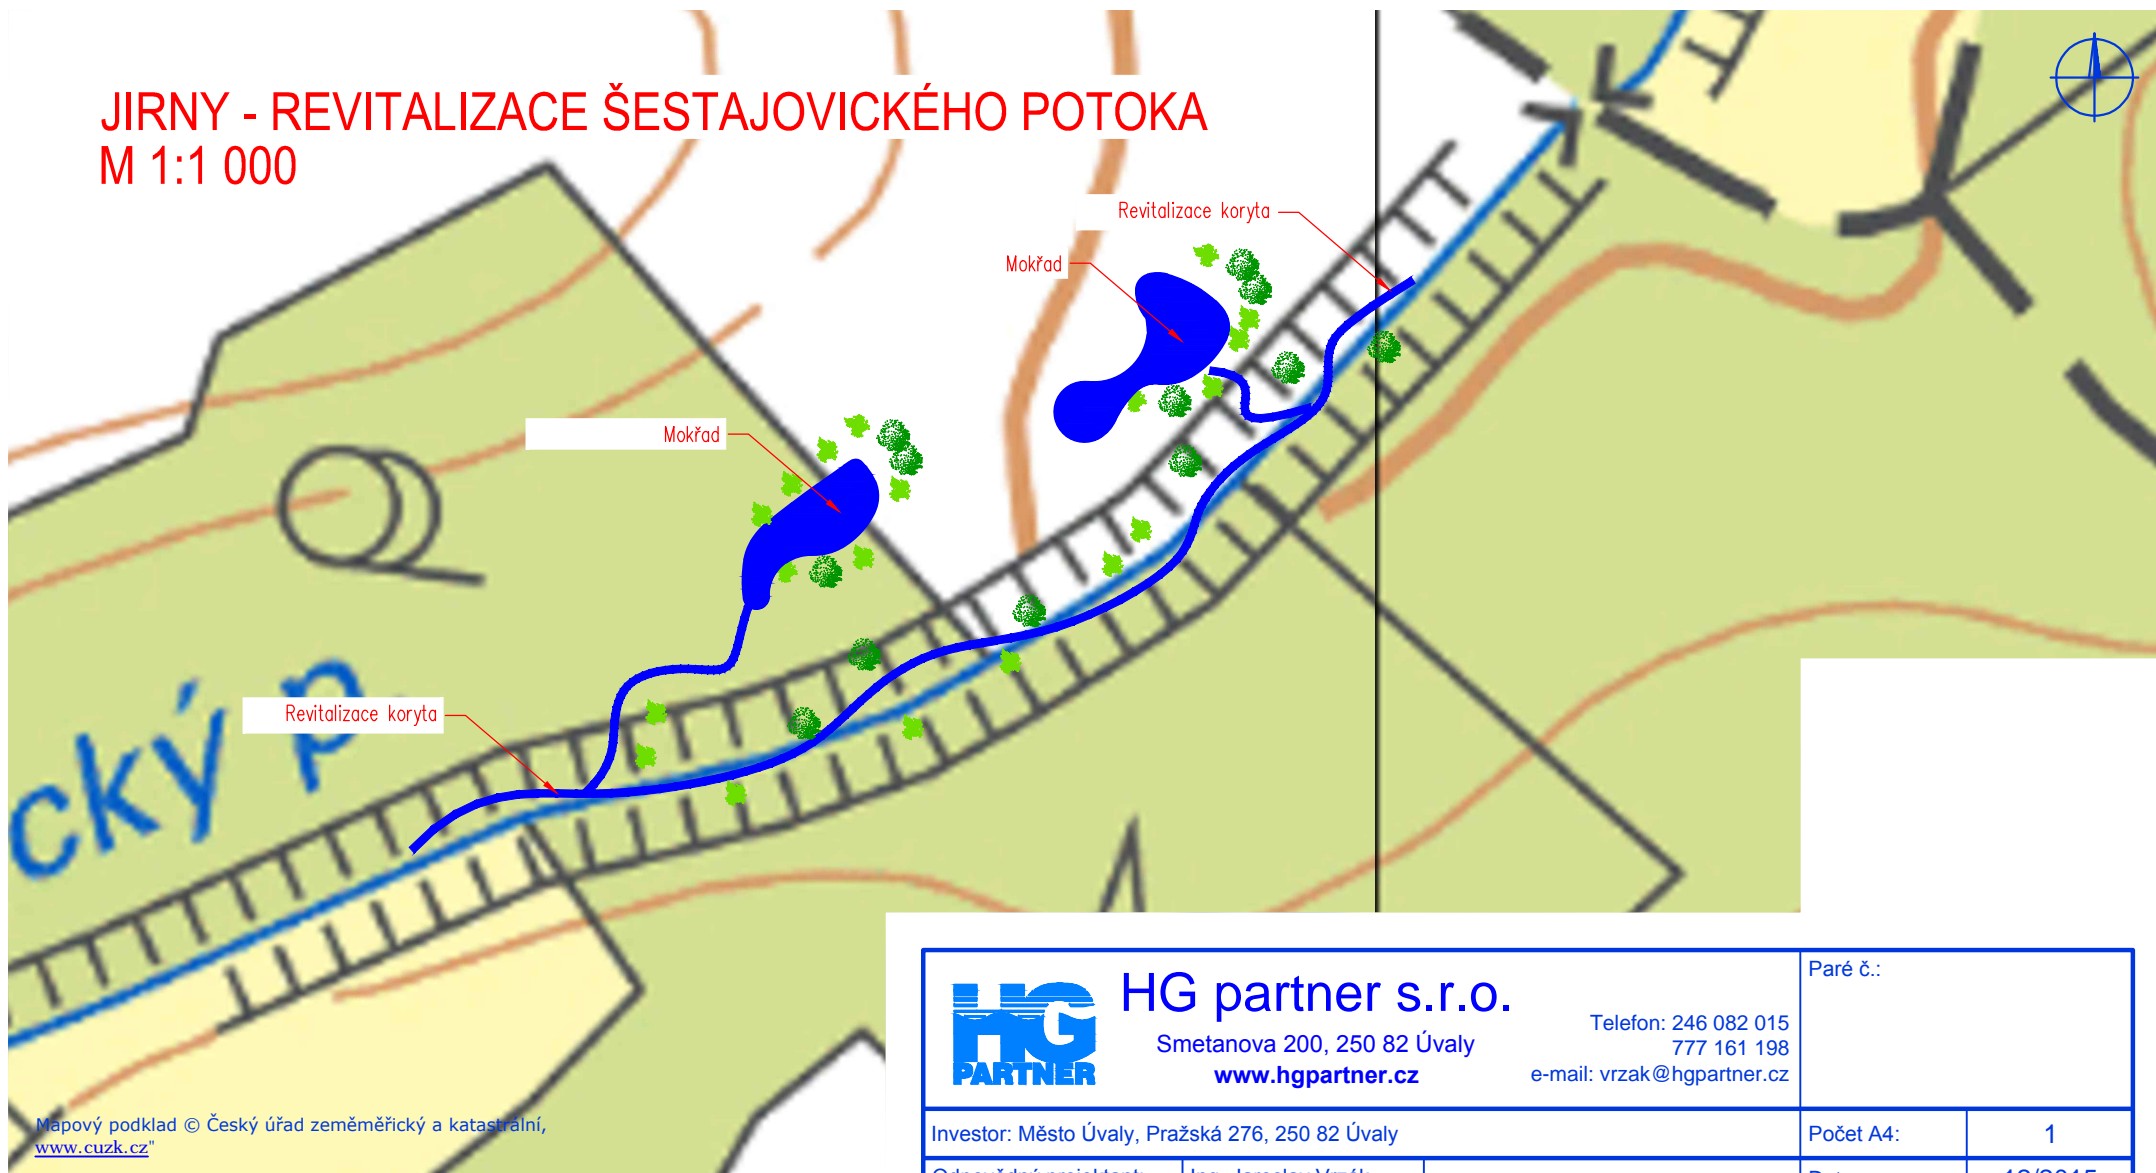 JIRNY - REVITALIZACE ŠESTAJOVICKÉHO POTOKA
M 1:1 000
Revitalizace koryta
Mokřad
Mokřad
Revitalizace koryta
cký p.
HG partner s.r.o.
Smetanova 200, 250 82 Úvaly
www.hgpartner.cz
HG
PARTNER
Telefon: 246 082 015
777 161 198
e-mail: vrzak@hgpartner.cz
Paré č.:
Investor: Město Úvaly, Pražská 276, 250 82 Úvaly
Počet A4:
1
Mapový podklad © Český úřad zeměměřický a katastrální,
www.cuzk.cz"